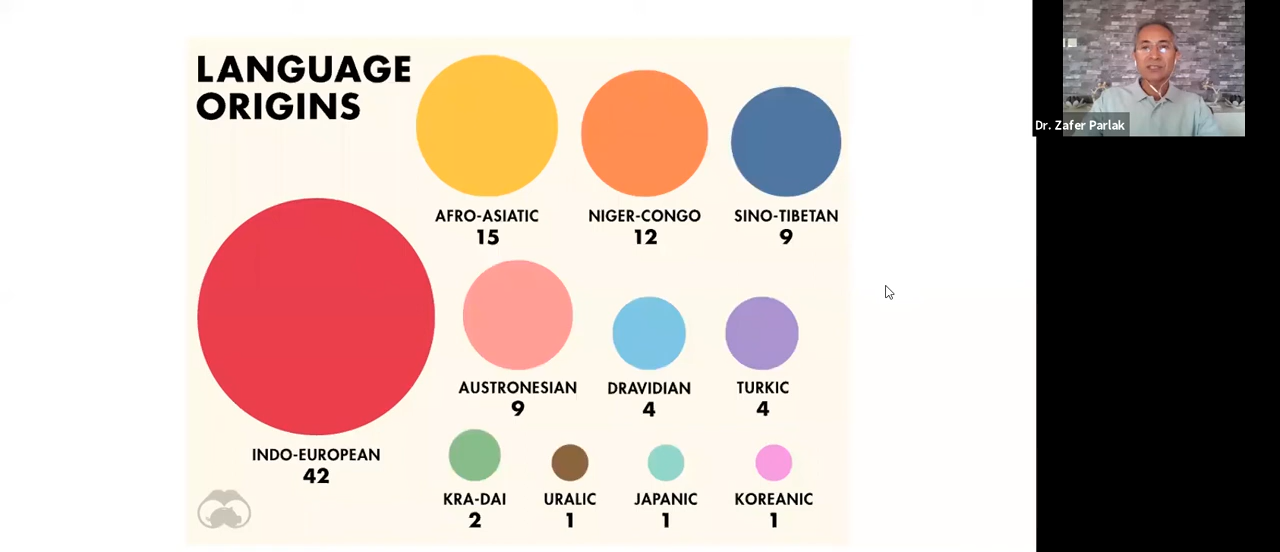 LANGUAGE
ORIGINS
AFRO-ASIATIC
15
NIGER-CONGO
12
SINO-TIBETAN
9
INDO-EUROPEAN
42
AUSTRONESIAN
9
DRAVIDIAN
4
TURKIC
4
KRA-DAI
2
URALIC
1
JAPANIC
1
KOREANIC
1
Dr. Zafer Parlak